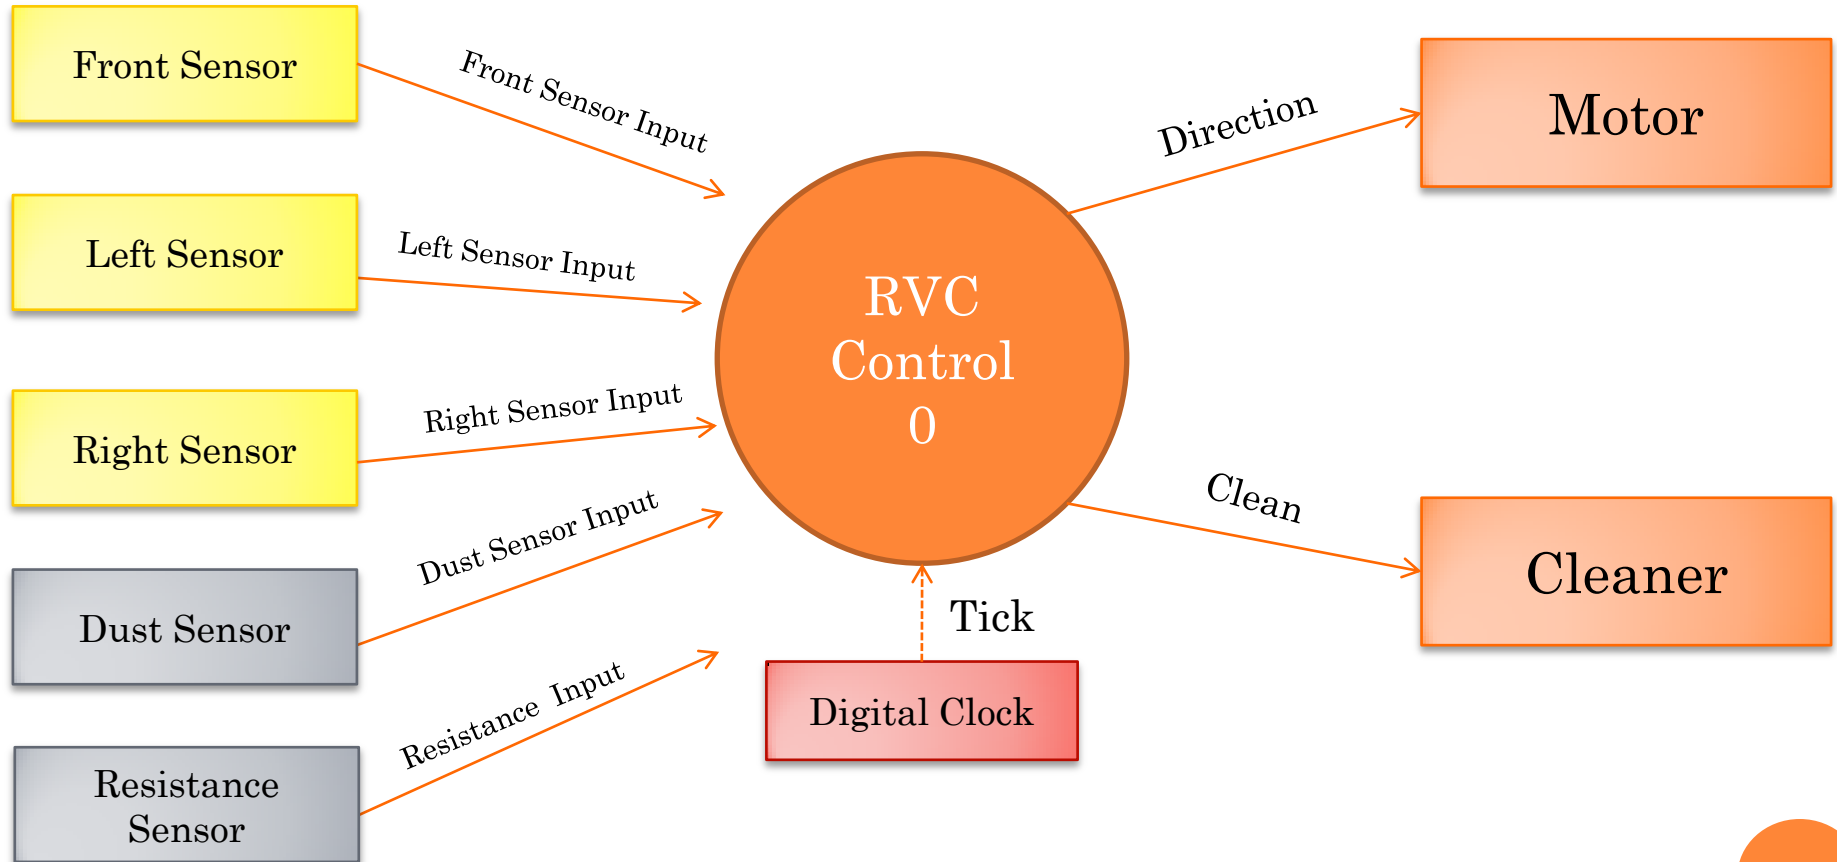 Front Sensor
Front Sensor Input
Left Sensor
Left Sensor Input
Right Sensor
Right Sensor Input
Dust Sensor
Dust Sensor Input
Resistance
Sensor
Resistance Input
RVC
Control
0
Tick
Digital Clock
Direction
Motor
Clean
Cleaner